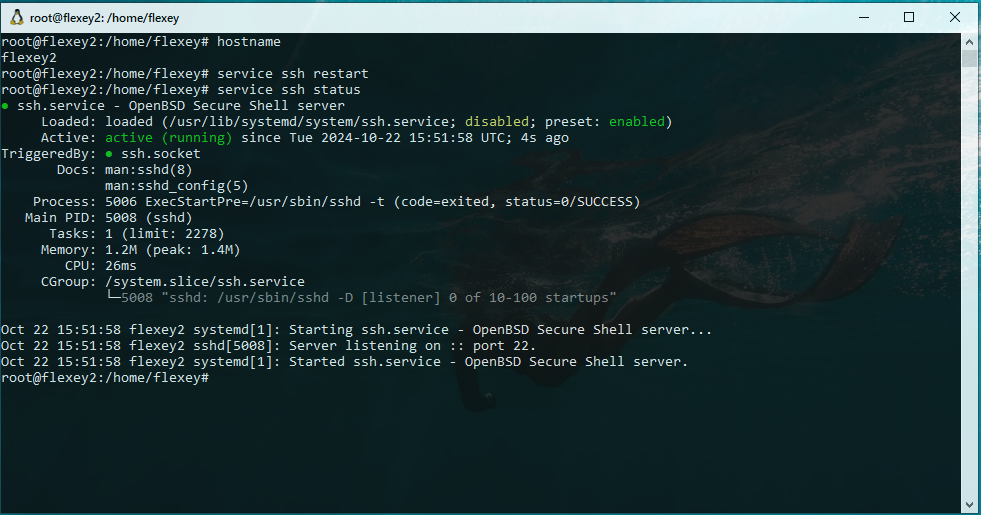 root@flexey2: /home/flexey
root@flexey2:/home/flexey# hostname
flexey2
root@flexey2:/home/flexey# service ssh restart
root@flexey2:/home/flexey# service ssh status
● ssh.service - OpenBSD Secure Shell server
     Loaded: loaded (/usr/lib/systemd/system/ssh.service; disabled; preset: enabled)
     Active: active (running) since Tue 2024-10-22 15:51:58 UTC; 4s ago
TriggeredBy: ● ssh.socket
       Docs: man:sshd(8)
             man:sshd_config(5)
    Process: 5006 ExecStartPre=/usr/sbin/sshd -t (code=exited, status=0/SUCCESS)
   Main PID: 5008 (sshd)
      Tasks: 1 (limit: 2278)
     Memory: 1.2M (peak: 1.4M)
        CPU: 26ms
     CGroup: /system.slice/ssh.service
             └─5008 "sshd: /usr/sbin/sshd -D [listener] 0 of 10-100 startups"
Oct 22 15:51:58 flexey2 systemd[1]: Starting ssh.service - OpenBSD Secure Shell server...
Oct 22 15:51:58 flexey2 sshd[5008]: Server listening on :: port 22.
Oct 22 15:51:58 flexey2 systemd[1]: Started ssh.service - OpenBSD Secure Shell server.
root@flexey2:/home/flexey#